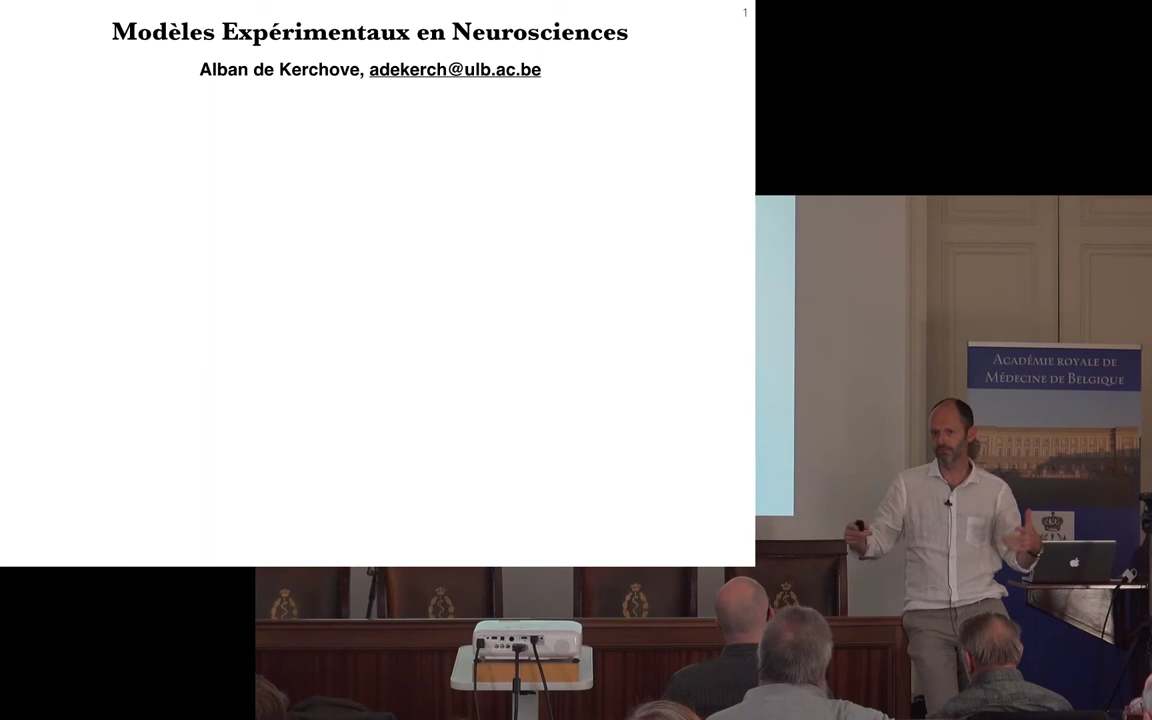 1
Modèles Expérimentaux en Neurosciences
Alban de Kerchove, adekerch@ulb.ac.be
Académie royale de
Médecine de Belgique